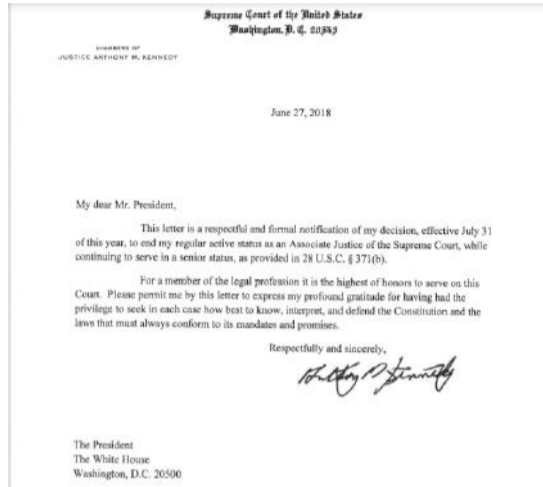 Supreme Court of the United States
Washington, D. C. 20543
CHAMBERS OF
JUSTICE ANTHONY M. KENNEDY
June 27, 2018
My dear Mr. President,
This letter is a respectful and formal notification of my decision, effective July 31
of this year, to end my regular active status as an Associate Justice of the Supreme Court, while
continuing to serve in a senior status, as provided in 28 U.S.C. § 371(b).
For a member of the legal profession it is the highest of honors to serve on this
Court. Please permit me by this letter to express my profound gratitude for having had the
privilege to seek in each case how best to know, interpret, and defend the Constitution and the
laws that must always conform to its mandates and promises.
Respectfully and sincerely,
Anthony M Kennedy
The President
The White House
Washington, D.C. 20500